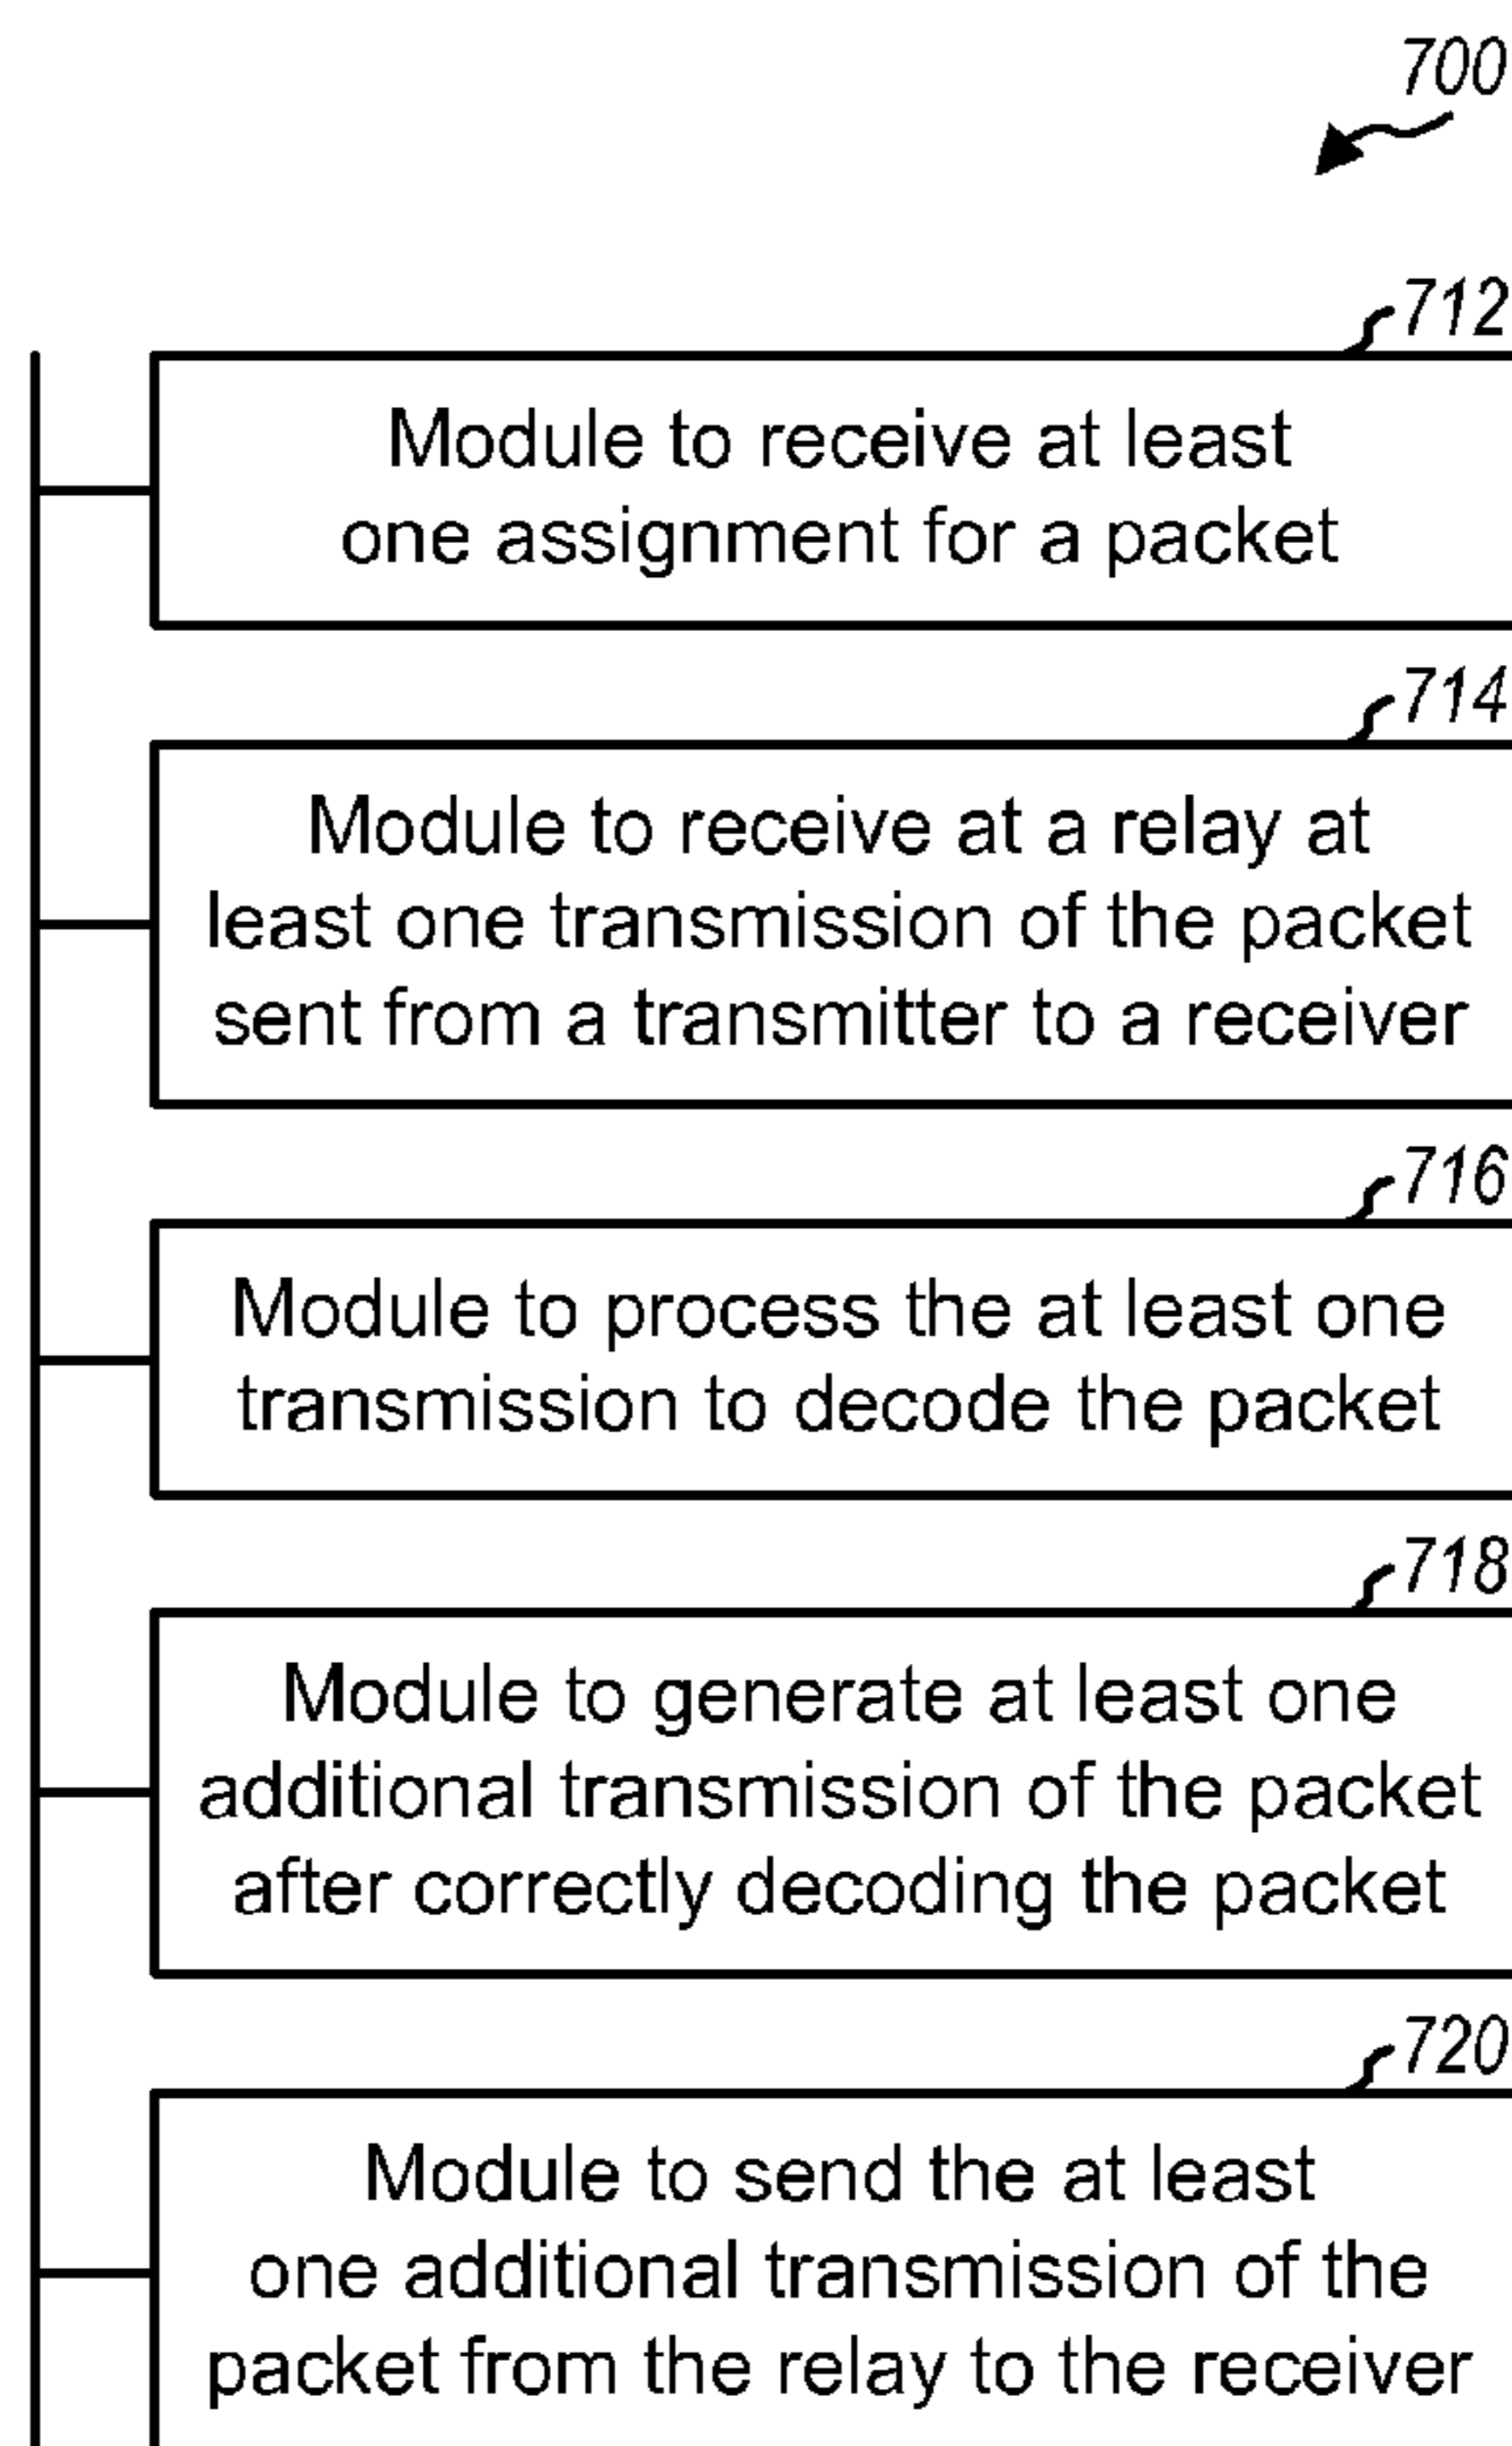 700
712
Module to receive at least
one assignment for a packet
714
Module to receive at a relay at
least one transmission of the packet
sent from a transmitter to a receiver
716
Module to process the at least one
transmission to decode the packet
718
Module to generate at least one
additional transmission of the packet
after correctly decoding the packet
720
Module to send the at least
one additional transmission of the
packet from the relay to the receiver